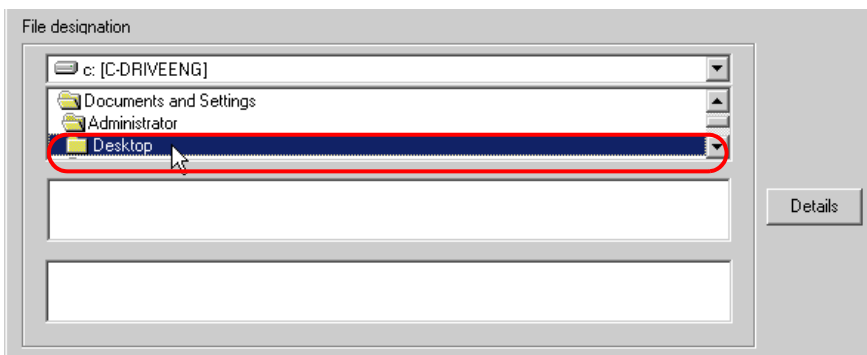 File designation
c: [C-DRIVEENG]
Documents and Settings
Administrator
Desktop
Details